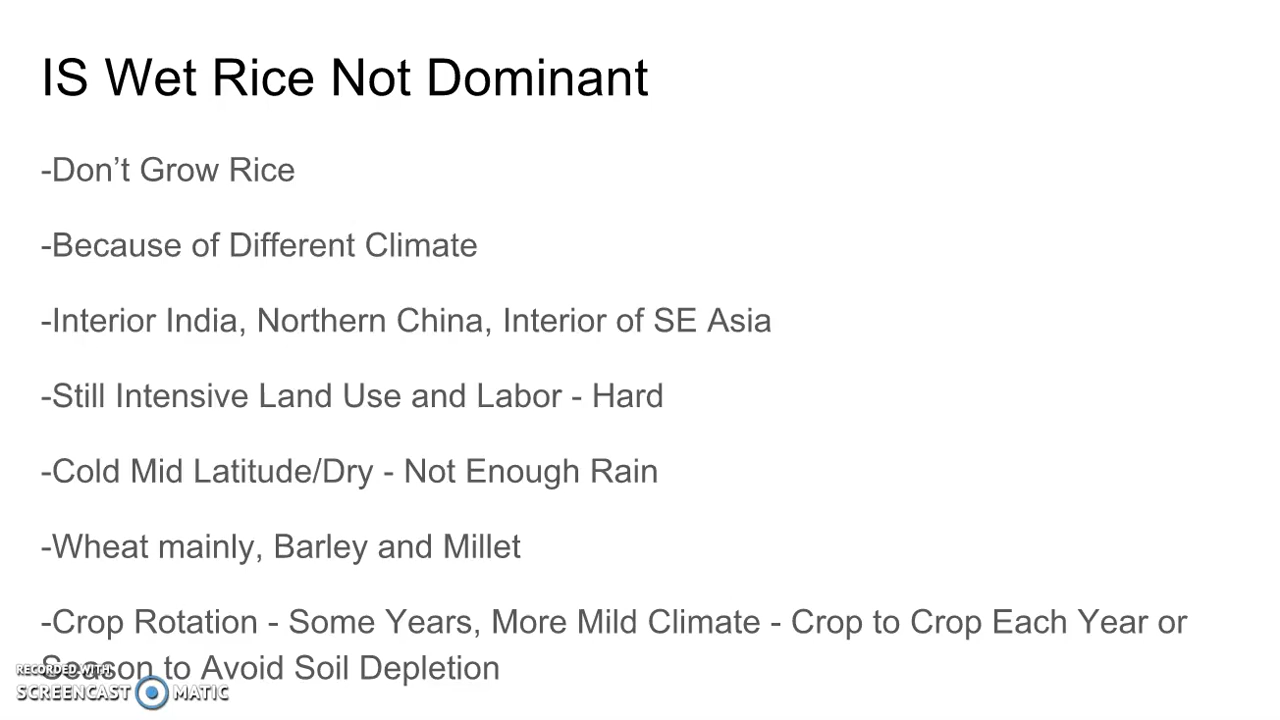 IS Wet Rice Not Dominant
-Don’t Grow Rice
-Because of Different Climate
-Interior India, Northern China, Interior of SE Asia
-Still Intensive Land Use and Labor - Hard
-Cold Mid Latitude/Dry - Not Enough Rain
-Wheat mainly, Barley and Millet
-Crop Rotation - Some Years, More Mild Climate - Crop to Crop Each Year or
Season to Avoid Soil Depletion
RECORDED WITH
SCREENCAST MATIC